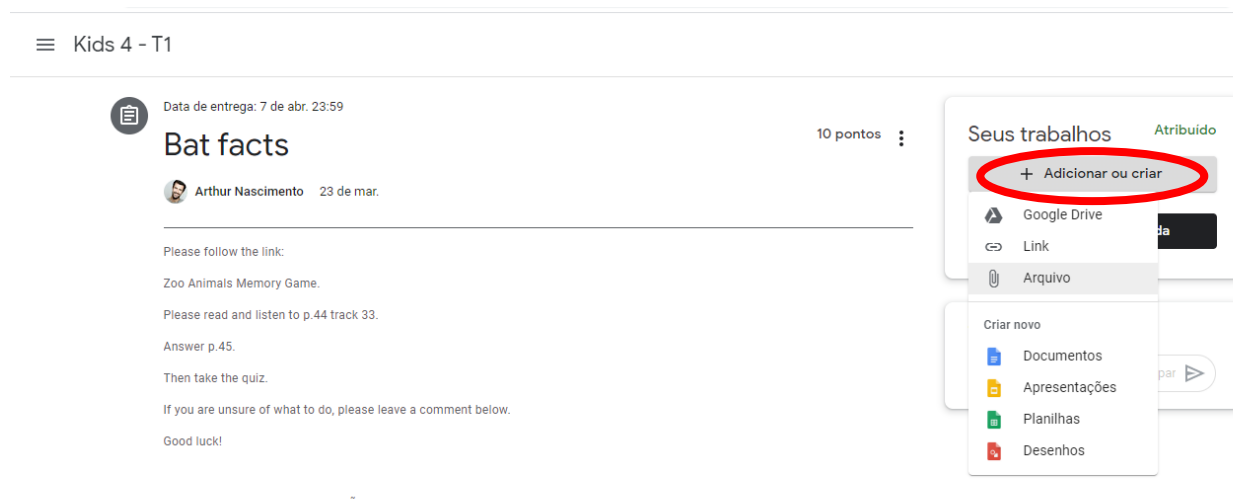 Kids 4 - T1
Data de entrega: 7 de abr. 23:59
Bat facts
10 pontos
Arthur Nascimento 23 de mar.
Please follow the link:
Zoo Animals Memory Game.
Please read and listen to p.44 track 33.
Answer p.45.
Then take the quiz.
If you are unsure of what to do, please leave a comment below.
Good luck!
Seus trabalhos Atribuído
+ Adicionar ou criar
Google Drive
Link
Arquivo
Criar novo
Documentos
Apresentações
Planilhas
Desenhos